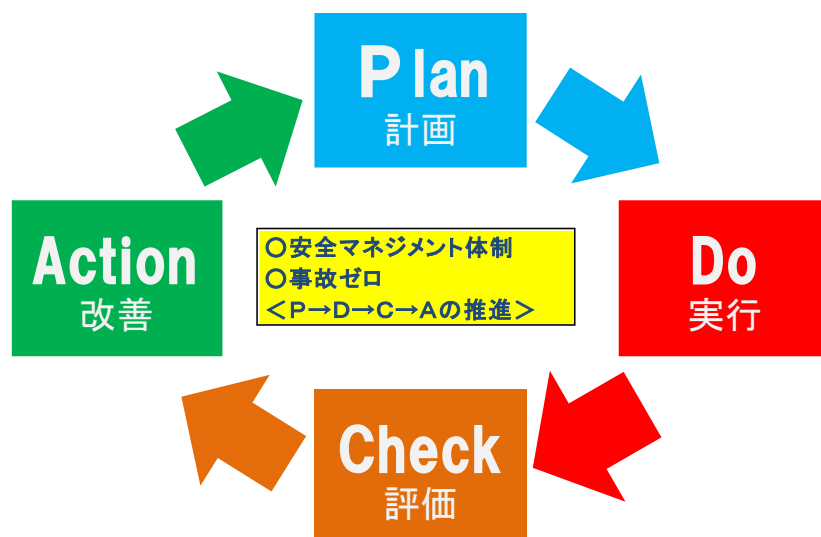 Plan
計画
Action
改善
○安全マネジメント体制
○事故ゼロ
＜P→D→C→Aの推進＞
Do
実行
Check
評価